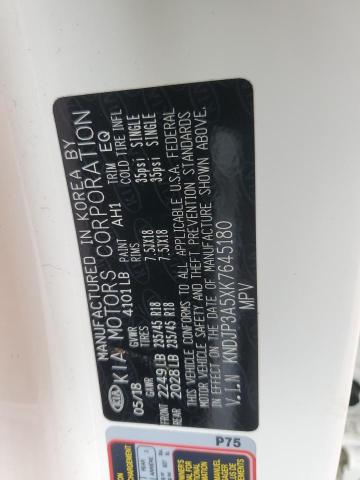 MANUFACTURED IN KOREA BY
KIA KIA MOTORS CORPORATION
05/18 GVWR 4101LB PAINT AH1 TRIM EQ
GAWR TIRES RIMS COLD TIRE INFL
FRONT 2249LB 235/45 R18 7.5JX18 35psi SINGLE
REAR 2028LB 235/45 R18 7.5JX18 35psi SINGLE
THIS VEHICLE CONFORMS TO ALL APPLICABLE U.S.A. FEDERAL
MOTOR VEHICLE SAFETY AND THEFT PREVENTION STANDARDS
IN EFFECT ON THE DATE OF MANUFACTURE SHOWN ABOVE.
V.I.N KNDJP3A5XK7645180
MPV
P75
REAR 2